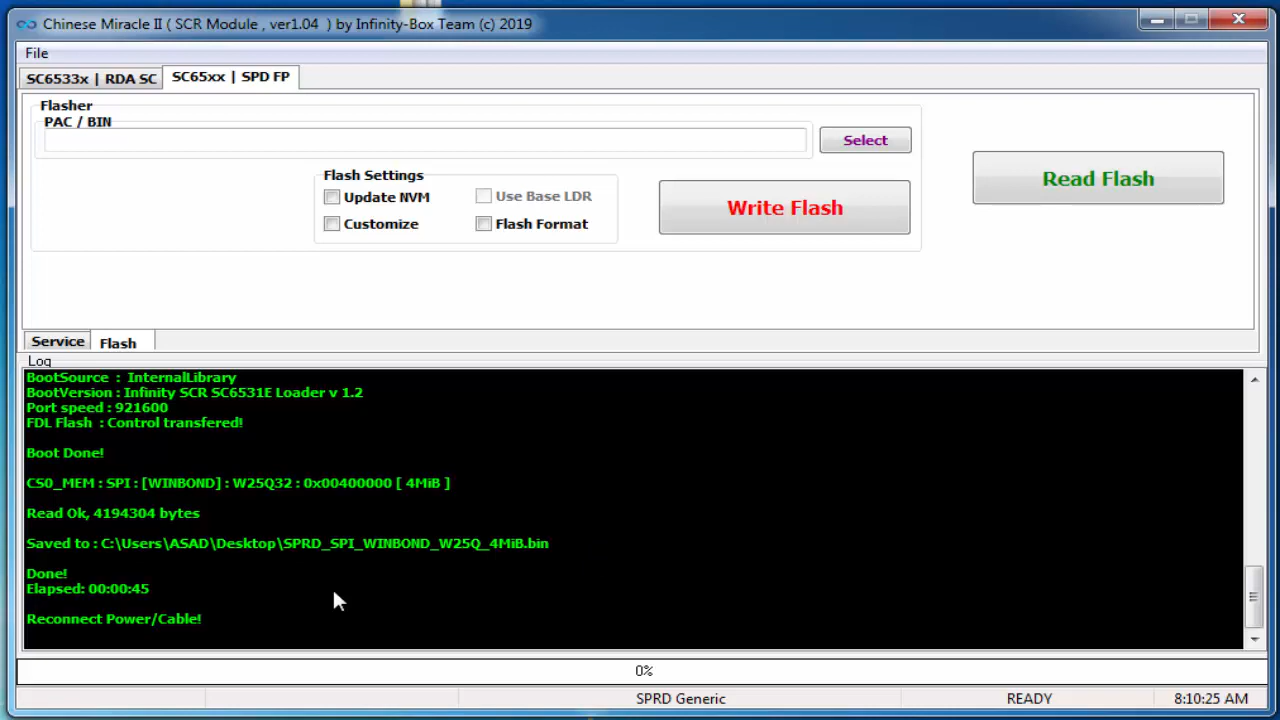 Chinese Miracle II ( SCR Module , ver1.04  ) by Infinity-Box Team (c) 2019
File
SC6533x | RDA SC
SC65xx | SPD FP
Flasher
PAC / BIN
Select
Read Flash
Flash Settings
Update NVM
Use Base LDR
Customize
Flash Format
Write Flash
Service
Flash
Log
BootSource  :  InternalLibrary
BootVersion : Infinity SCR SC6531E Loader v 1.2
Port speed : 921600
FDL Flash  : Control transfered!
Boot Done!
CS0_MEM : SPI : [WINBOND] : W25Q32 : 0x00400000 [  4MiB ]
Read Ok, 4194304 bytes
Saved to : C:\Users\ASAD\Desktop\SPRD_SPI_WINBOND_W25Q_4MiB.bin
Done!
Elapsed: 00:00:45
Reconnect Power/Cable!
0%
SPRD Generic
READY
8:10:25 AM